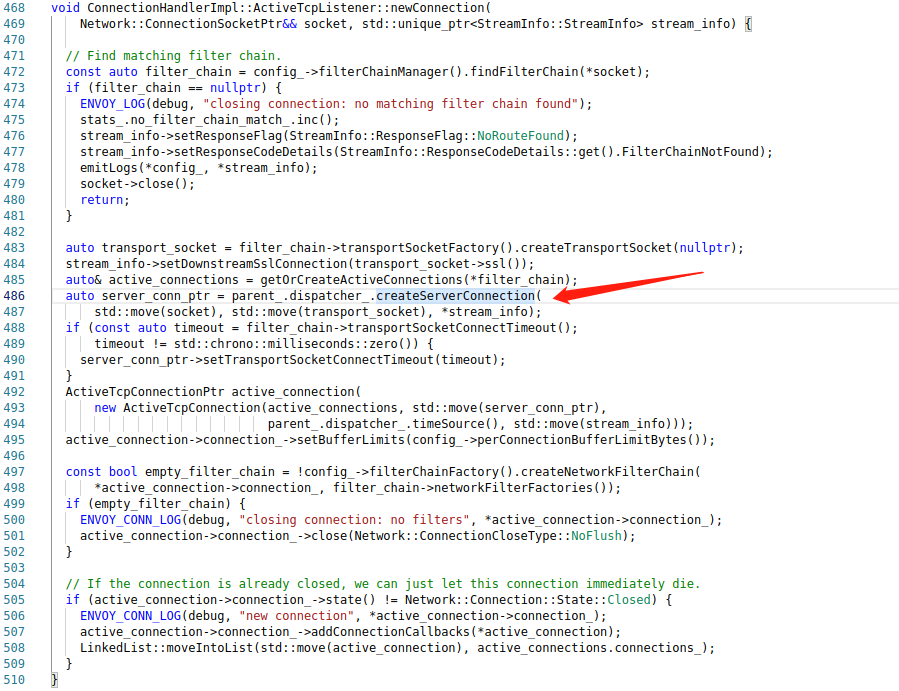 468 void ConnectionHandlerImpl::ActiveTcpListener::newConnection(
469     Network::ConnectionSocketPtr&& socket, std::unique_ptr<StreamInfo::StreamInfo> stream_info) {
470
471   // Find matching filter chain.
472   const auto filter_chain = config_->filterChainManager().findFilterChain(*socket);
473   if (filter_chain == nullptr) {
474     ENVOY_LOG(debug, "closing connection: no matching filter chain found");
475     stats_.no_filter_chain_match_.inc();
476     stream_info->setResponseFlag(StreamInfo::ResponseFlag::NoRouteFound);
477     stream_info->setResponseCodeDetails(StreamInfo::ResponseCodeDetails::get().FilterChainNotFound);
478     emitLogs(*config_, *stream_info);
479     socket->close();
480     return;
481   }
482
483   auto transport_socket = filter_chain->transportSocketFactory().createTransportSocket(nullptr);
484   stream_info->setDownstreamSslConnection(transport_socket->ssl());
485   auto& active_connections = getOrCreateActiveConnections(*filter_chain);
486   auto server_conn_ptr = parent_.dispatcher_.createServerConnection(
487       std::move(socket), std::move(transport_socket), *stream_info);
488   if (const auto timeout = filter_chain->transportSocketConnectTimeout();
489       timeout != std::chrono::milliseconds::zero()) {
490     server_conn_ptr->setTransportSocketConnectTimeout(timeout);
491   }
492   ActiveTcpConnectionPtr active_connection(
493       new ActiveTcpConnection(active_connections, std::move(server_conn_ptr),
494                               parent_.dispatcher_.timeSource(), std::move(stream_info)));
495   active_connection->connection_->setBufferLimits(config_->perConnectionBufferLimitBytes());
496
497   const bool empty_filter_chain = !config_->filterChainFactory().createNetworkFilterChain(
498       *active_connection->connection_, filter_chain->networkFilterFactories());
499   if (empty_filter_chain) {
500     ENVOY_CONN_LOG(debug, "closing connection: no filters", *active_connection->connection_);
501     active_connection->connection_->close(Network::ConnectionCloseType::NoFlush);
502   }
503
504   // If the connection is already closed, we can just let this connection immediately die.
505   if (active_connection->connection_->state() != Network::Connection::State::Closed) {
506     ENVOY_CONN_LOG(debug, "new connection", *active_connection->connection_);
507     active_connection->connection_->addConnectionCallbacks(*active_connection);
508     LinkedList::moveIntoList(std::move(active_connection), active_connections.connections_);
509   }
510 }